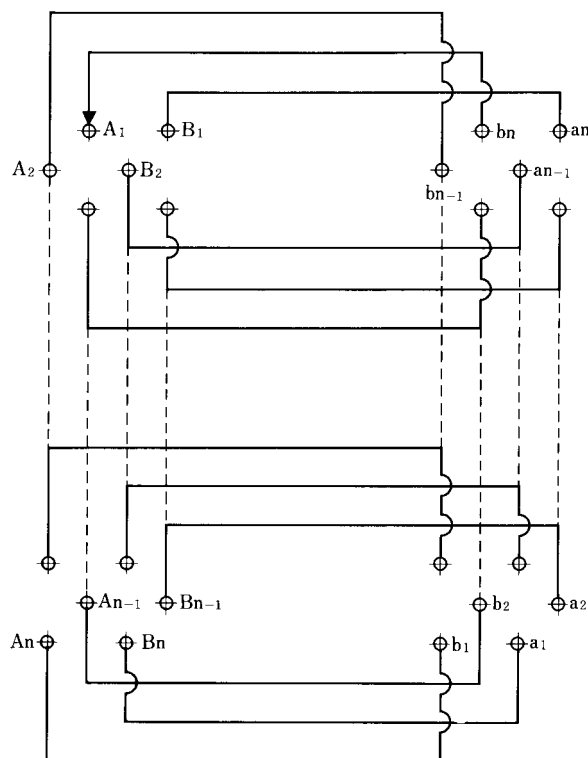 A₁ B₁ bn an
A₂ B₂ bn₋₁ an₋₁
An₋₁ Bn₋₁ b₂ a₂
An Bn b₁ a₁